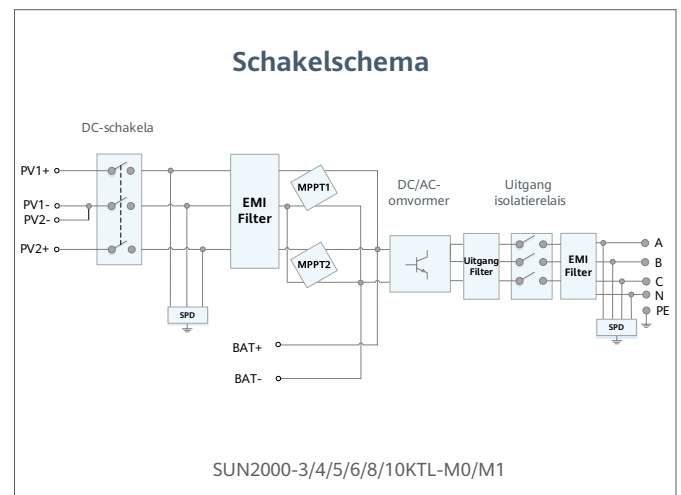 Schakelschema
DC-schakela
PV1+
PV1-
PV2-
PV2+
EMI
Filter
MPPT1
MPPT2
SPD
BAT+
BAT-
DC/AC-
omvormer
Uitgang
isolatierelais
Uitgang
Filter
EMI
Filter
A
B
C
N
PE
SPD
SUN2000-3/4/5/6/8/10KTL-M0/M1